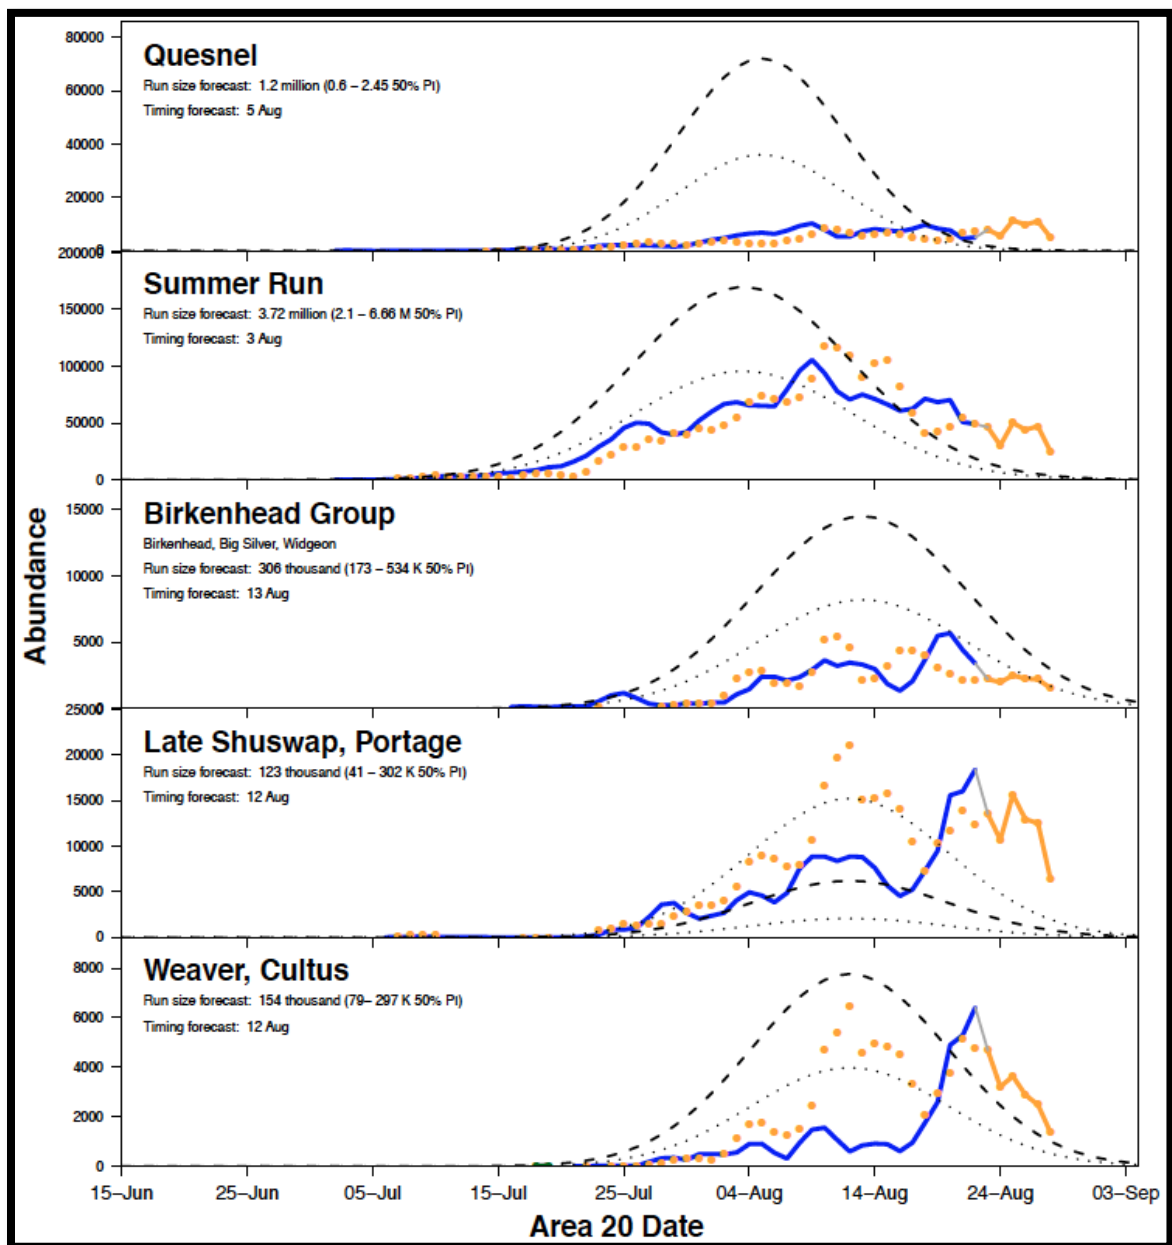 80000
60000
40000
20000
0
Quesnel
Run size forecast: 1.2 million (0.6 – 2.45 50% PI)
Timing forecast: 5 Aug
200000
150000
100000
50000
0
Summer Run
Run size forecast: 3.72 million (2.1 – 6.66 M 50% PI)
Timing forecast: 3 Aug
15000
10000
5000
0
Birkenhead Group
Birkenhead, Big Silver, Widgeon
Run size forecast: 306 thousand (173 – 534 K 50% PI)
Timing forecast: 13 Aug
Abundance
25000
20000
15000
10000
5000
0
Late Shuswap, Portage
Run size forecast: 123 thousand (41 – 302 K 50% PI)
Timing forecast: 12 Aug
8000
6000
4000
2000
0
Weaver, Cultus
Run size forecast: 154 thousand (79– 297 K 50% PI)
Timing forecast: 12 Aug
15–Jun 25–Jun 05–Jul 15–Jul 25–Jul 04–Aug 14–Aug 24–Aug 03–Sep
Area 20 Date